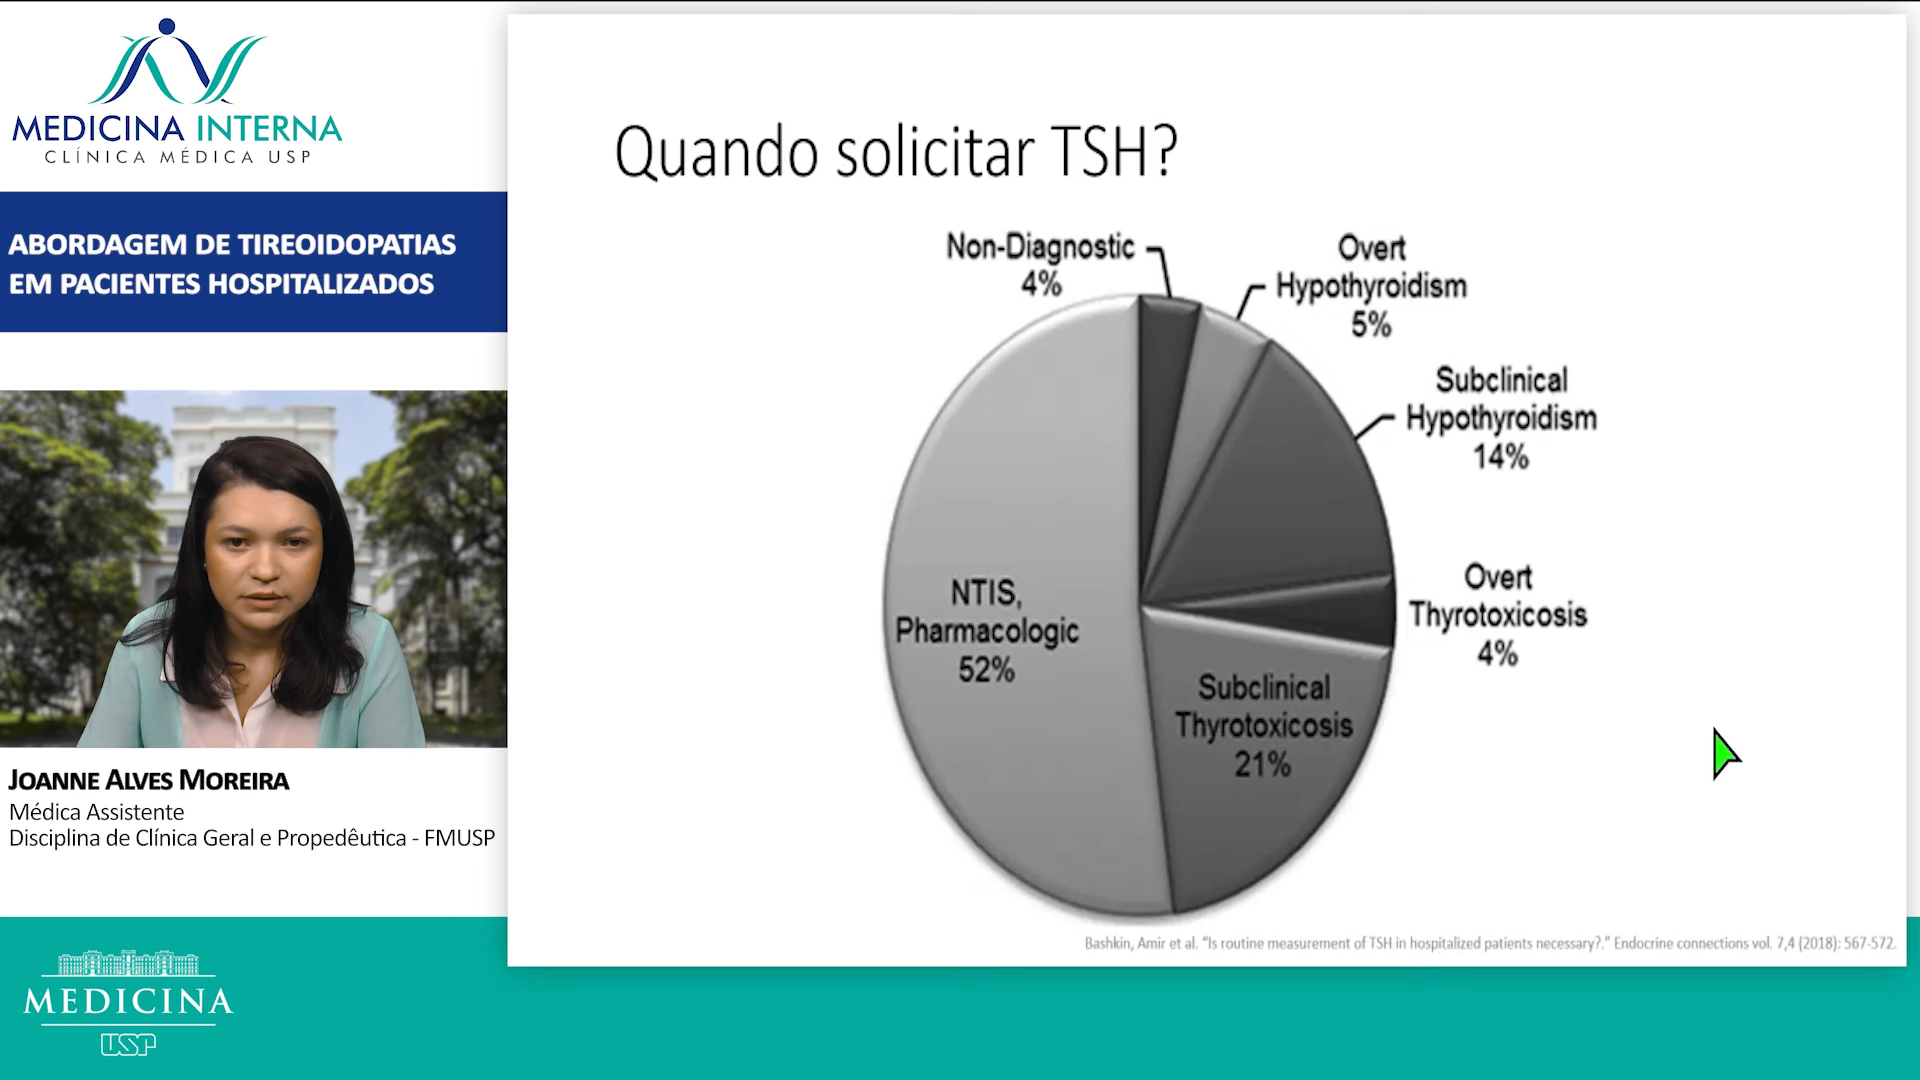 MEDICINA INTERNA
CLÍNICA MÉDICA USP
ABORDAGEM DE TIREOIDOPATIAS
EM PACIENTES HOSPITALIZADOS
JOANNE ALVES MOREIRA
Médica Assistente
Disciplina de Clínica Geral e Propedêutica - FMUSP
MEDICINA
USP
Quando solicitar TSH?
Non-Diagnostic
4%
Overt
Hypothyroidism
5%
Subclinical
Hypothyroidism
14%
Overt
Thyrotoxicosis
4%
Subclinical
Thyrotoxicosis
21%
NTIS,
Pharmacologic
52%
Bashkin, Amir et al. “Is routine measurement of TSH in hospitalized patients necessary?.” Endocrine connections vol. 7,4 (2018): 567-572.